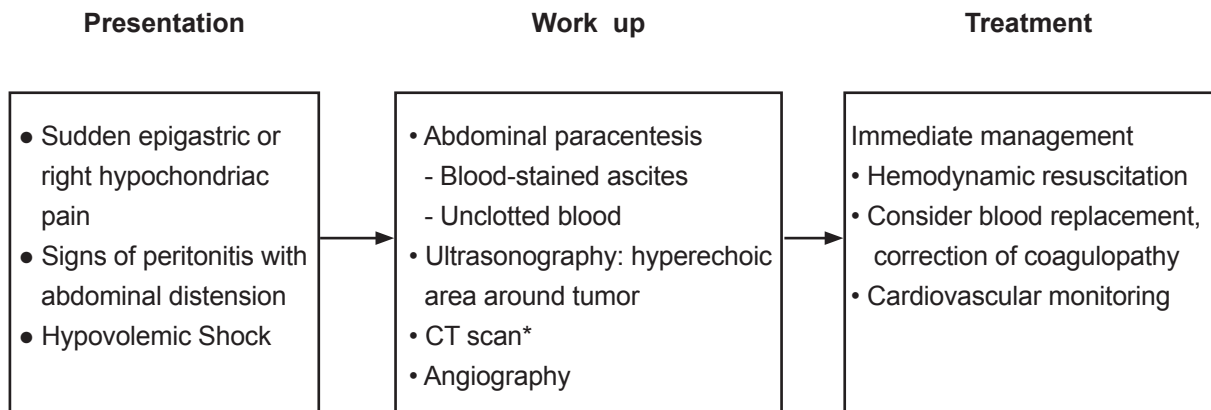 Presentation
Work up
Treatment
● Sudden epigastric or
right hypochondriac
pain
● Signs of peritonitis with
abdominal distension
● Hypovolemic Shock
• Abdominal paracentesis
- Blood-stained ascites
- Unclotted blood
• Ultrasonography: hyperechoic
area around tumor
• CT scan*
• Angiography
Immediate management
• Hemodynamic resuscitation
• Consider blood replacement,
correction of coagulopathy
• Cardiovascular monitoring